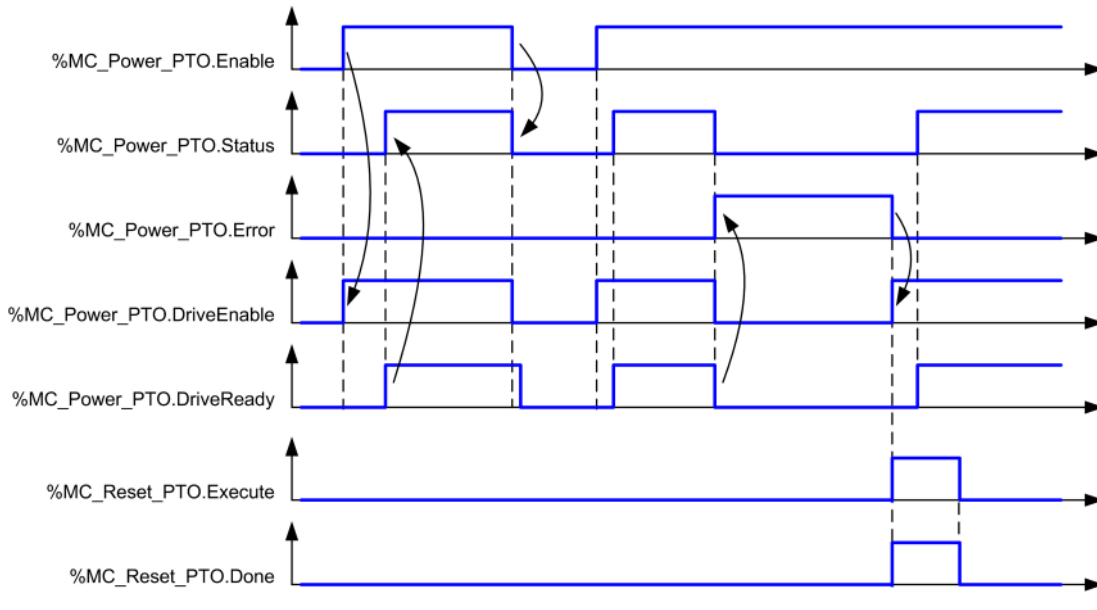 %MC_Power_PTO.Enable
%MC_Power_PTO.Status
%MC_Power_PTO.Error
%MC_Power_PTO.DriveEnable
%MC_Power_PTO.DriveReady
%MC_Reset_PTO.Execute
%MC_Reset_PTO.Done